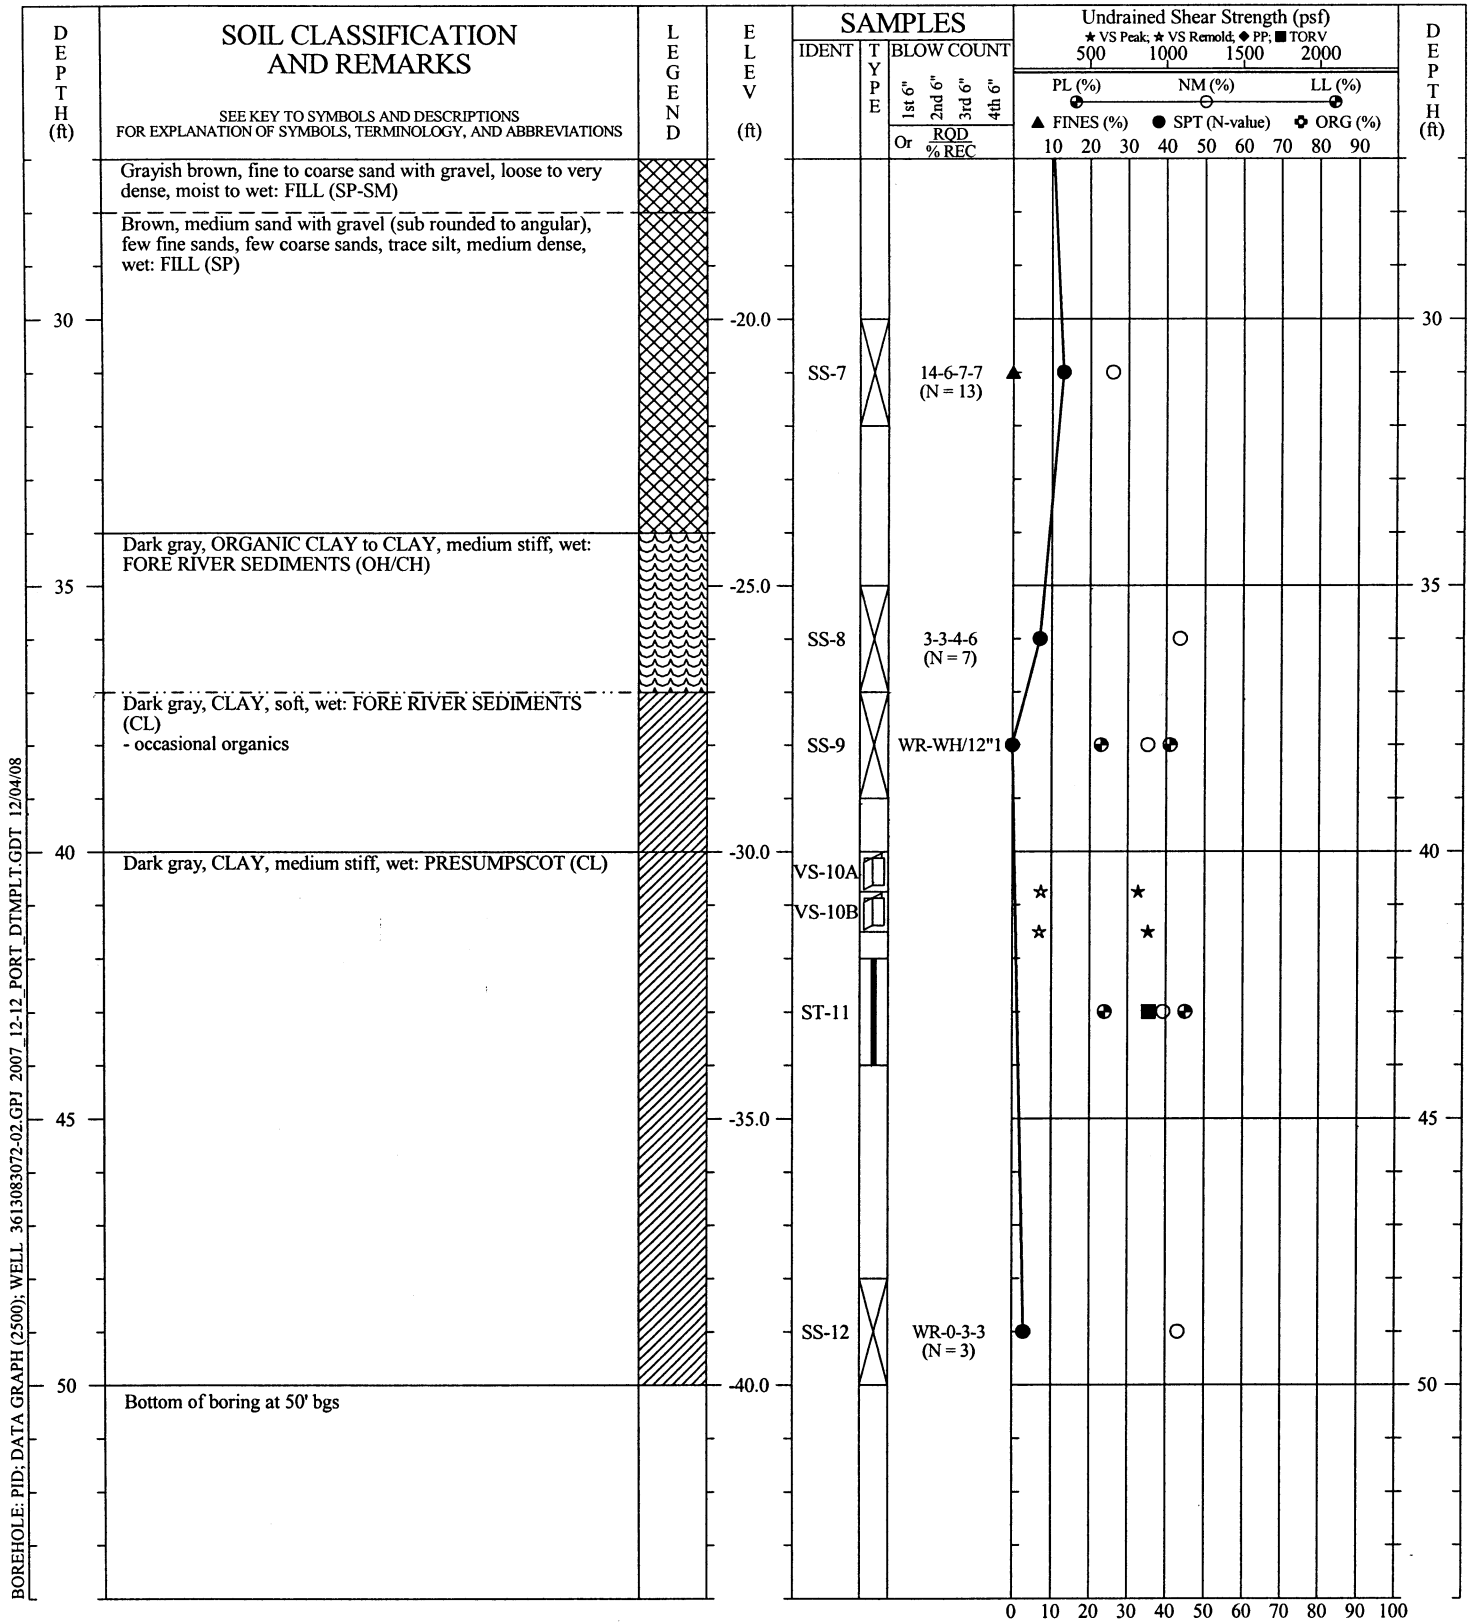 DEPTH (ft)
SOIL CLASSIFICATION
AND REMARKS
SEE KEY TO SYMBOLS AND DESCRIPTIONS
FOR EXPLANATION OF SYMBOLS, TERMINOLOGY, AND ABBREVIATIONS
LEGEND
ELEV (ft)
SAMPLES
IDENT
TYPE
BLOW COUNT
1st 6"
2nd 6"
3rd 6"
4th 6"
Or RQD
% REC
Undrained Shear Strength (psf)
★ VS Peak; ☆ VS Remold; ◆ PP; ■ TORV
500 1000 1500 2000
PL (%) NM (%) LL (%)
▲ FINES (%) ● SPT (N-value) ✚ ORG (%)
10 20 30 40 50 60 70 80 90
DEPTH (ft)
Grayish brown, fine to coarse sand with gravel, loose to very
dense, moist to wet: FILL (SP-SM)
Brown, medium sand with gravel (sub rounded to angular),
few fine sands, few coarse sands, trace silt, medium dense,
wet: FILL (SP)
30 -20.0 30
SS-7 14-6-7-7
(N = 13)
Dark gray, ORGANIC CLAY to CLAY, medium stiff, wet:
FORE RIVER SEDIMENTS (OH/CH)
35 -25.0 35
SS-8 3-3-4-6
(N = 7)
Dark gray, CLAY, soft, wet: FORE RIVER SEDIMENTS
(CL)
- occasional organics
SS-9 WR-WH/12"1
40 -30.0 40
Dark gray, CLAY, medium stiff, wet: PRESUMPSCOT (CL)
VS-10A
VS-10B
ST-11
45 -35.0 45
SS-12 WR-0-3-3
(N = 3)
50 -40.0 50
Bottom of boring at 50' bgs
0 10 20 30 40 50 60 70 80 90 100
BOREHOLE: PID; DATA GRAPH (2500); WELL 3613083072-02.GPJ 2007_12-12_PORT_DTMPLT.GDT 12/04/08